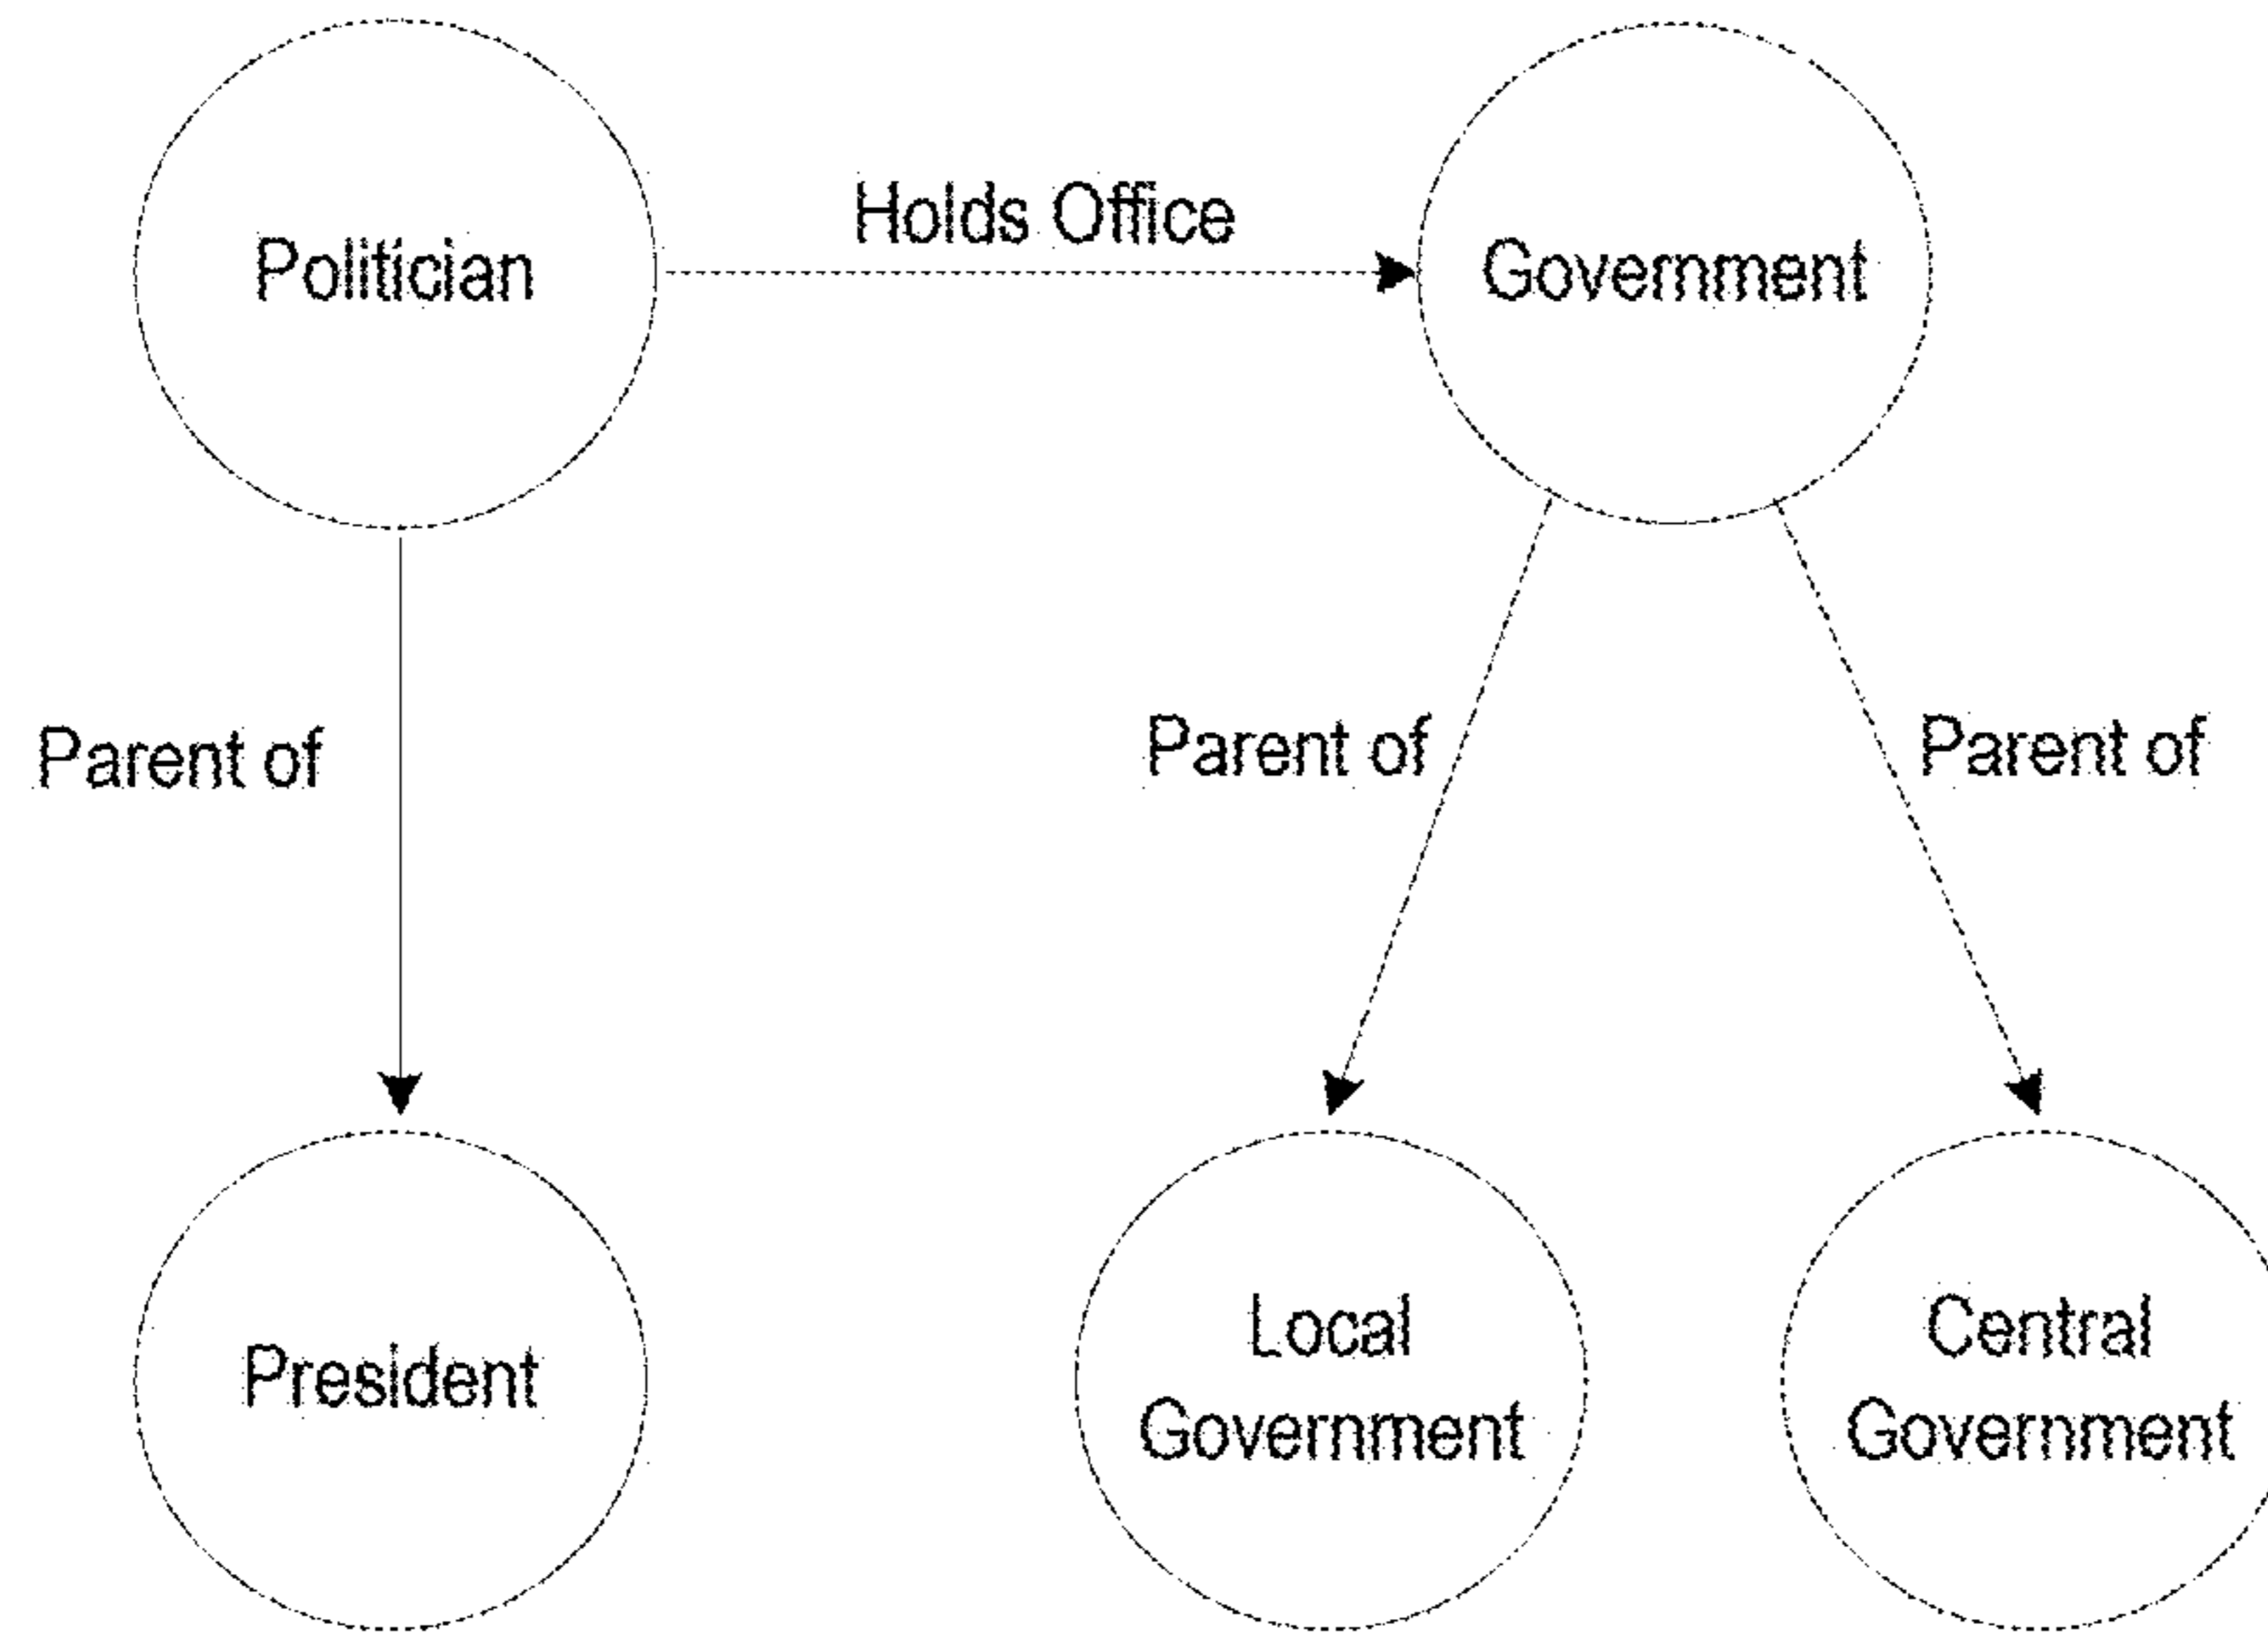 Holds Office
Politician
Government
Parent of
Parent of
Parent of
President
Local
Government
Central
Government